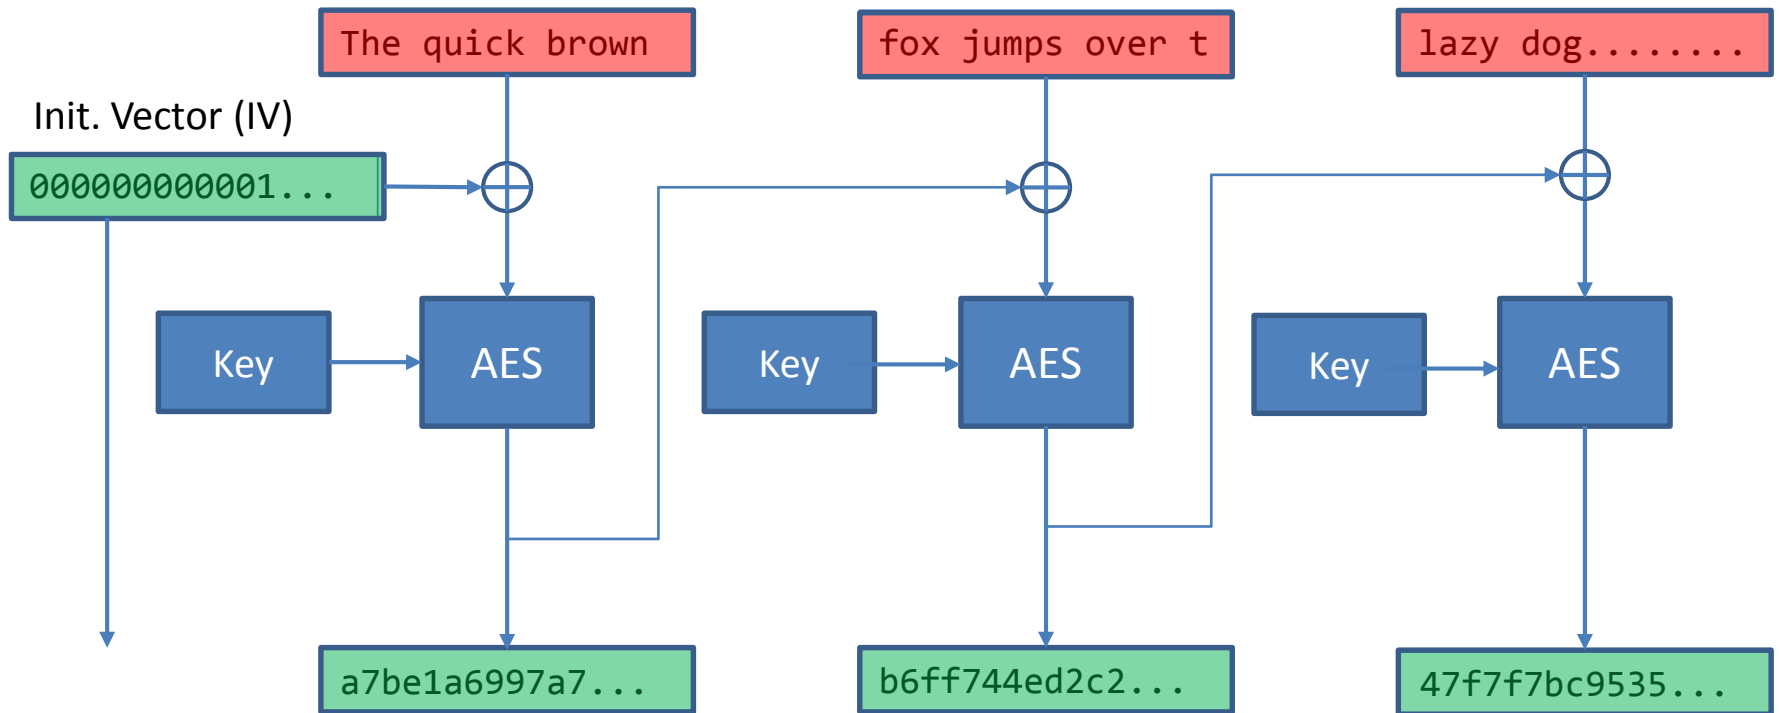 The quick brown
fox jumps over t
lazy dog........
Init. Vector (IV)
000000000001...
Key
AES
Key
AES
Key
AES
a7be1a6997a7...
b6ff744ed2c2...
47f7f7bc9535...